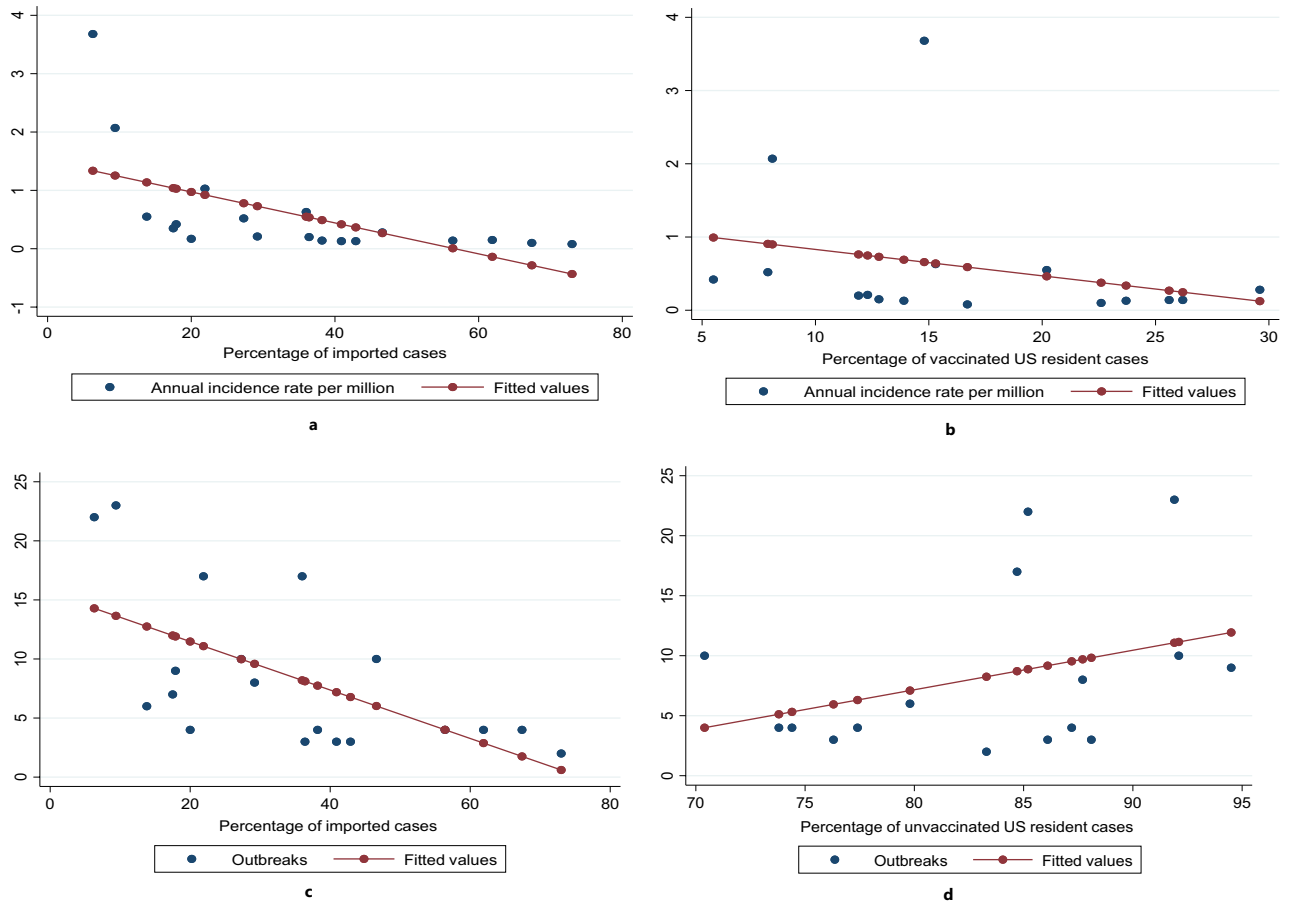 4
3
2
1
0
-1
0 20 40 60 80
Percentage of imported cases
Annual incidence rate per million Fitted values
a
4
3
2
1
0
5 10 15 20 25 30
Percentage of vaccinated US resident cases
Annual incidence rate per million Fitted values
b
25
20
15
10
5
0
0 20 40 60 80
Percentage of imported cases
Outbreaks Fitted values
c
25
20
15
10
5
0
70 75 80 85 90 95
Percentage of unvaccinated US resident cases
Outbreaks Fitted values
d